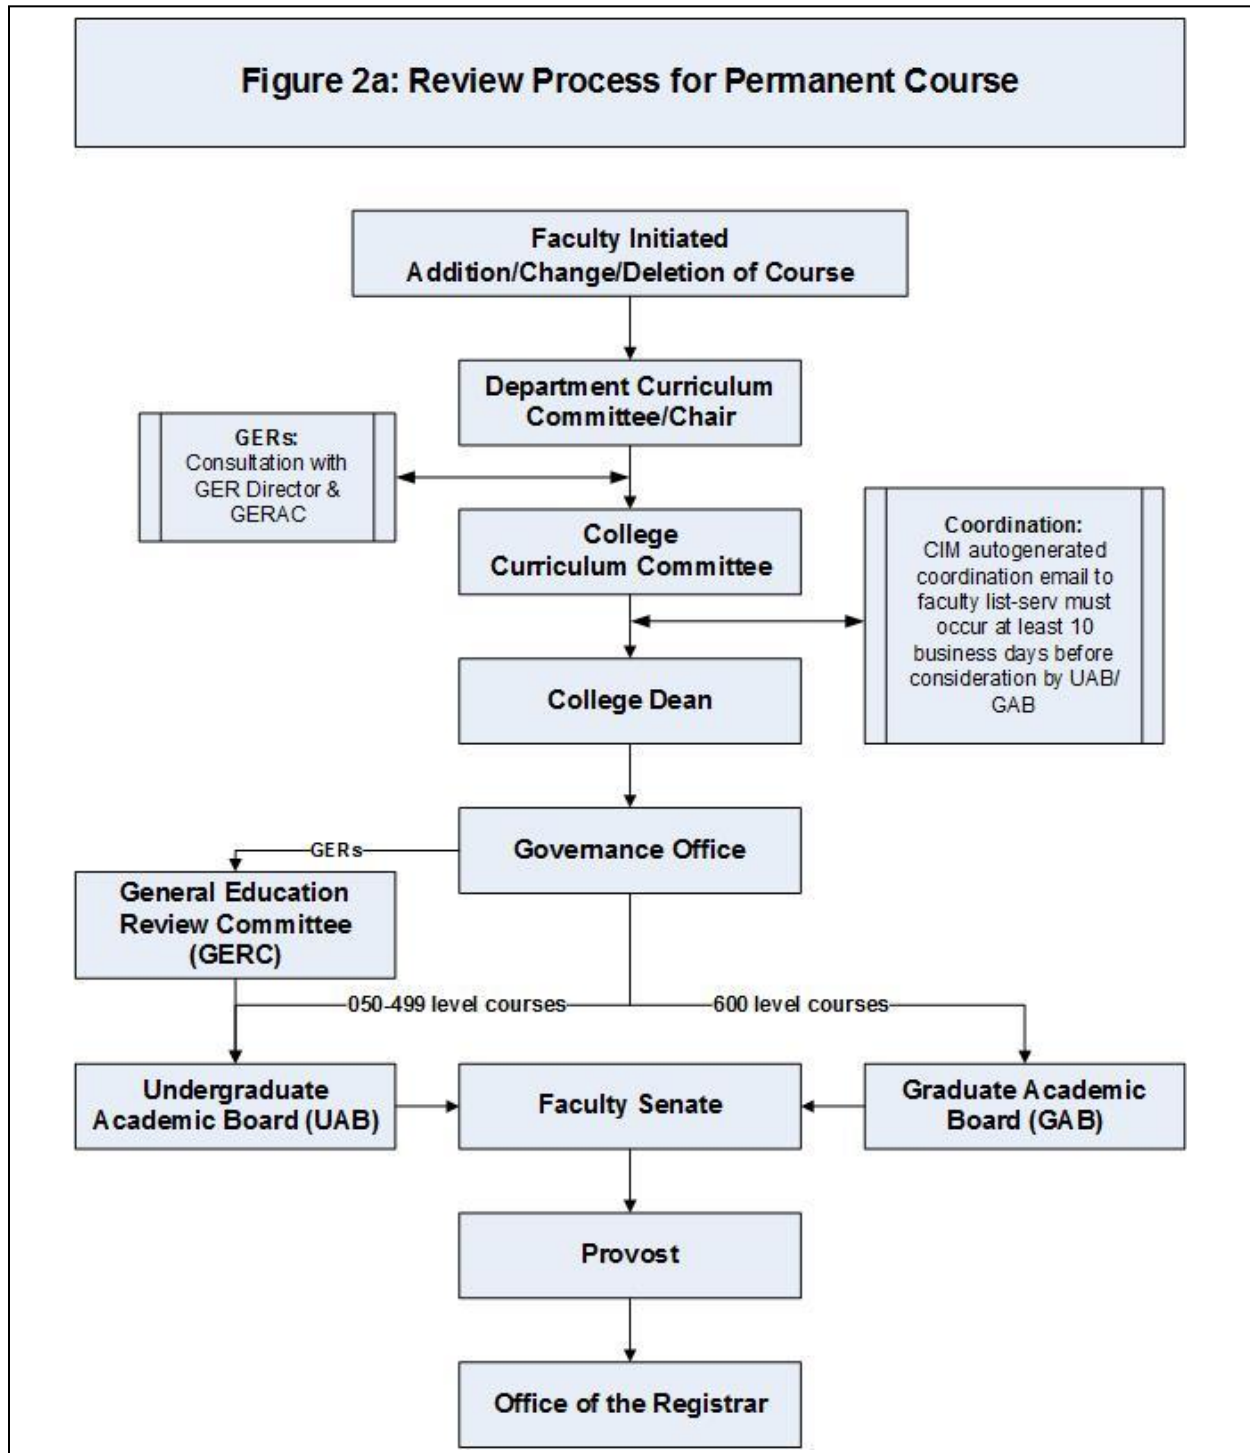 Figure 2a: Review Process for Permanent Course
Faculty Initiated
Addition/Change/Deletion of Course
Department Curriculum
Committee/Chair
GERs:
Consultation with
GER Director &
GERAC
College
Curriculum Committee
Coordination:
CIM autogenerated
coordination email to
faculty list-serv must
occur at least 10
business days before
consideration by UAB/
GAB
College Dean
Governance Office
GERs
General Education
Review Committee
(GERC)
050-499 level courses
600 level courses
Undergraduate
Academic Board (UAB)
Faculty Senate
Graduate Academic
Board (GAB)
Provost
Office of the Registrar